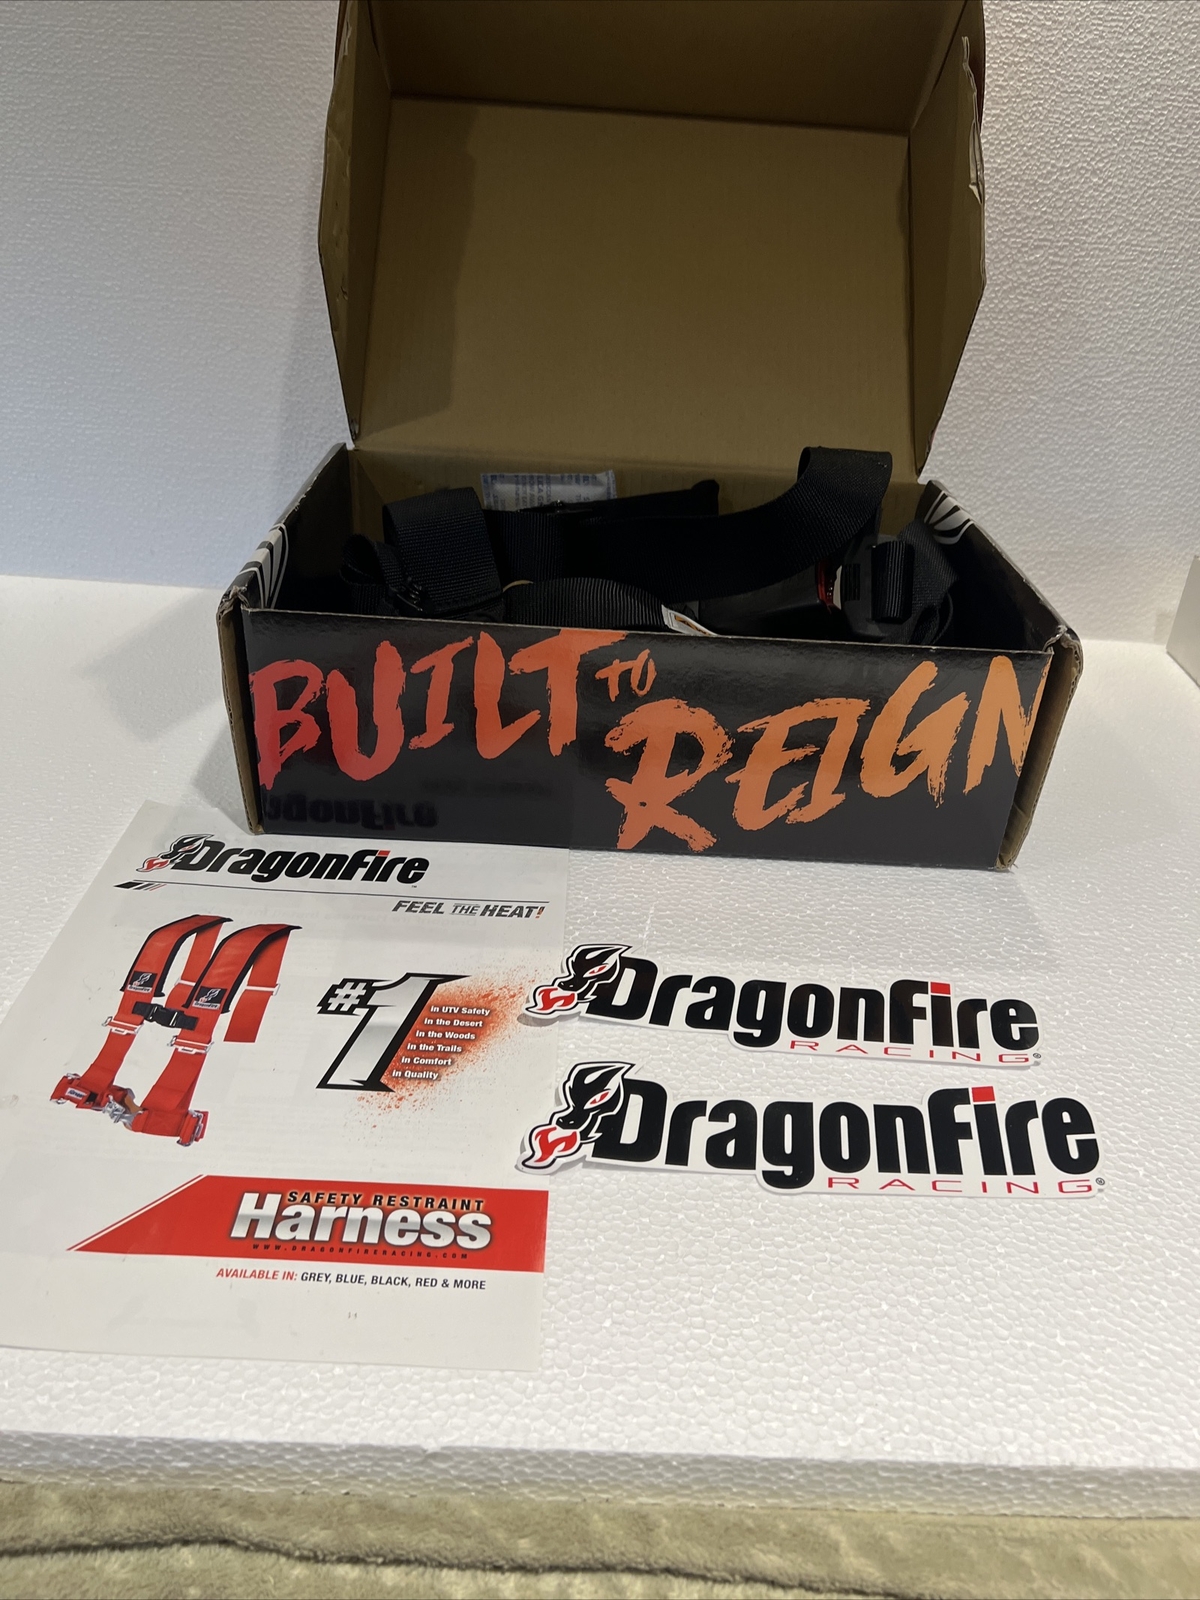 BUILT TO REIGN
DragonFire
FEEL THE HEAT!
#1
in UTV Safety
in the Desert
in the Woods
in the Trails
in Comfort
in Quality
SAFETY RESTRAINT
Harness
WWW.DRAGONFIRERACING.COM
AVAILABLE IN: GREY, BLUE, BLACK, RED & MORE
DragonFire
RACING®
DragonFire
RACING®